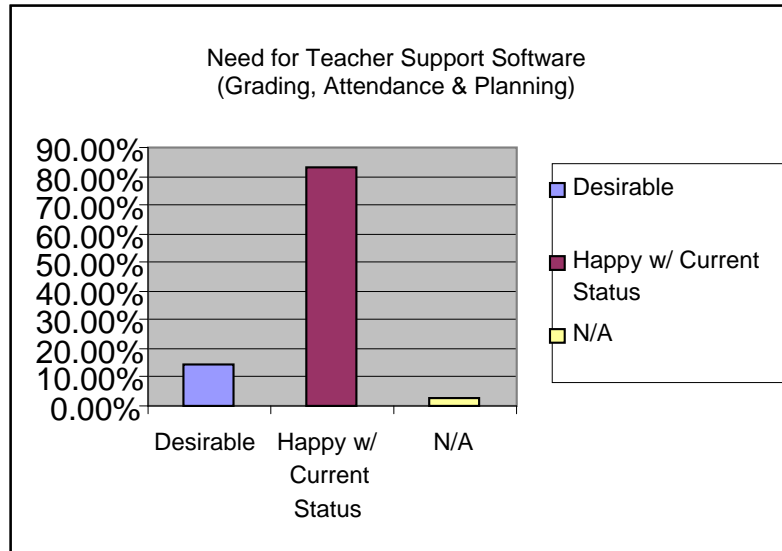 Need for Teacher Support Software
(Grading, Attendance & Planning)
90.00%
80.00%
70.00%
60.00%
50.00%
40.00%
30.00%
20.00%
10.00%
0.00%
Desirable
Happy w/
Current
Status
N/A
Desirable
Happy w/ Current
Status
N/A